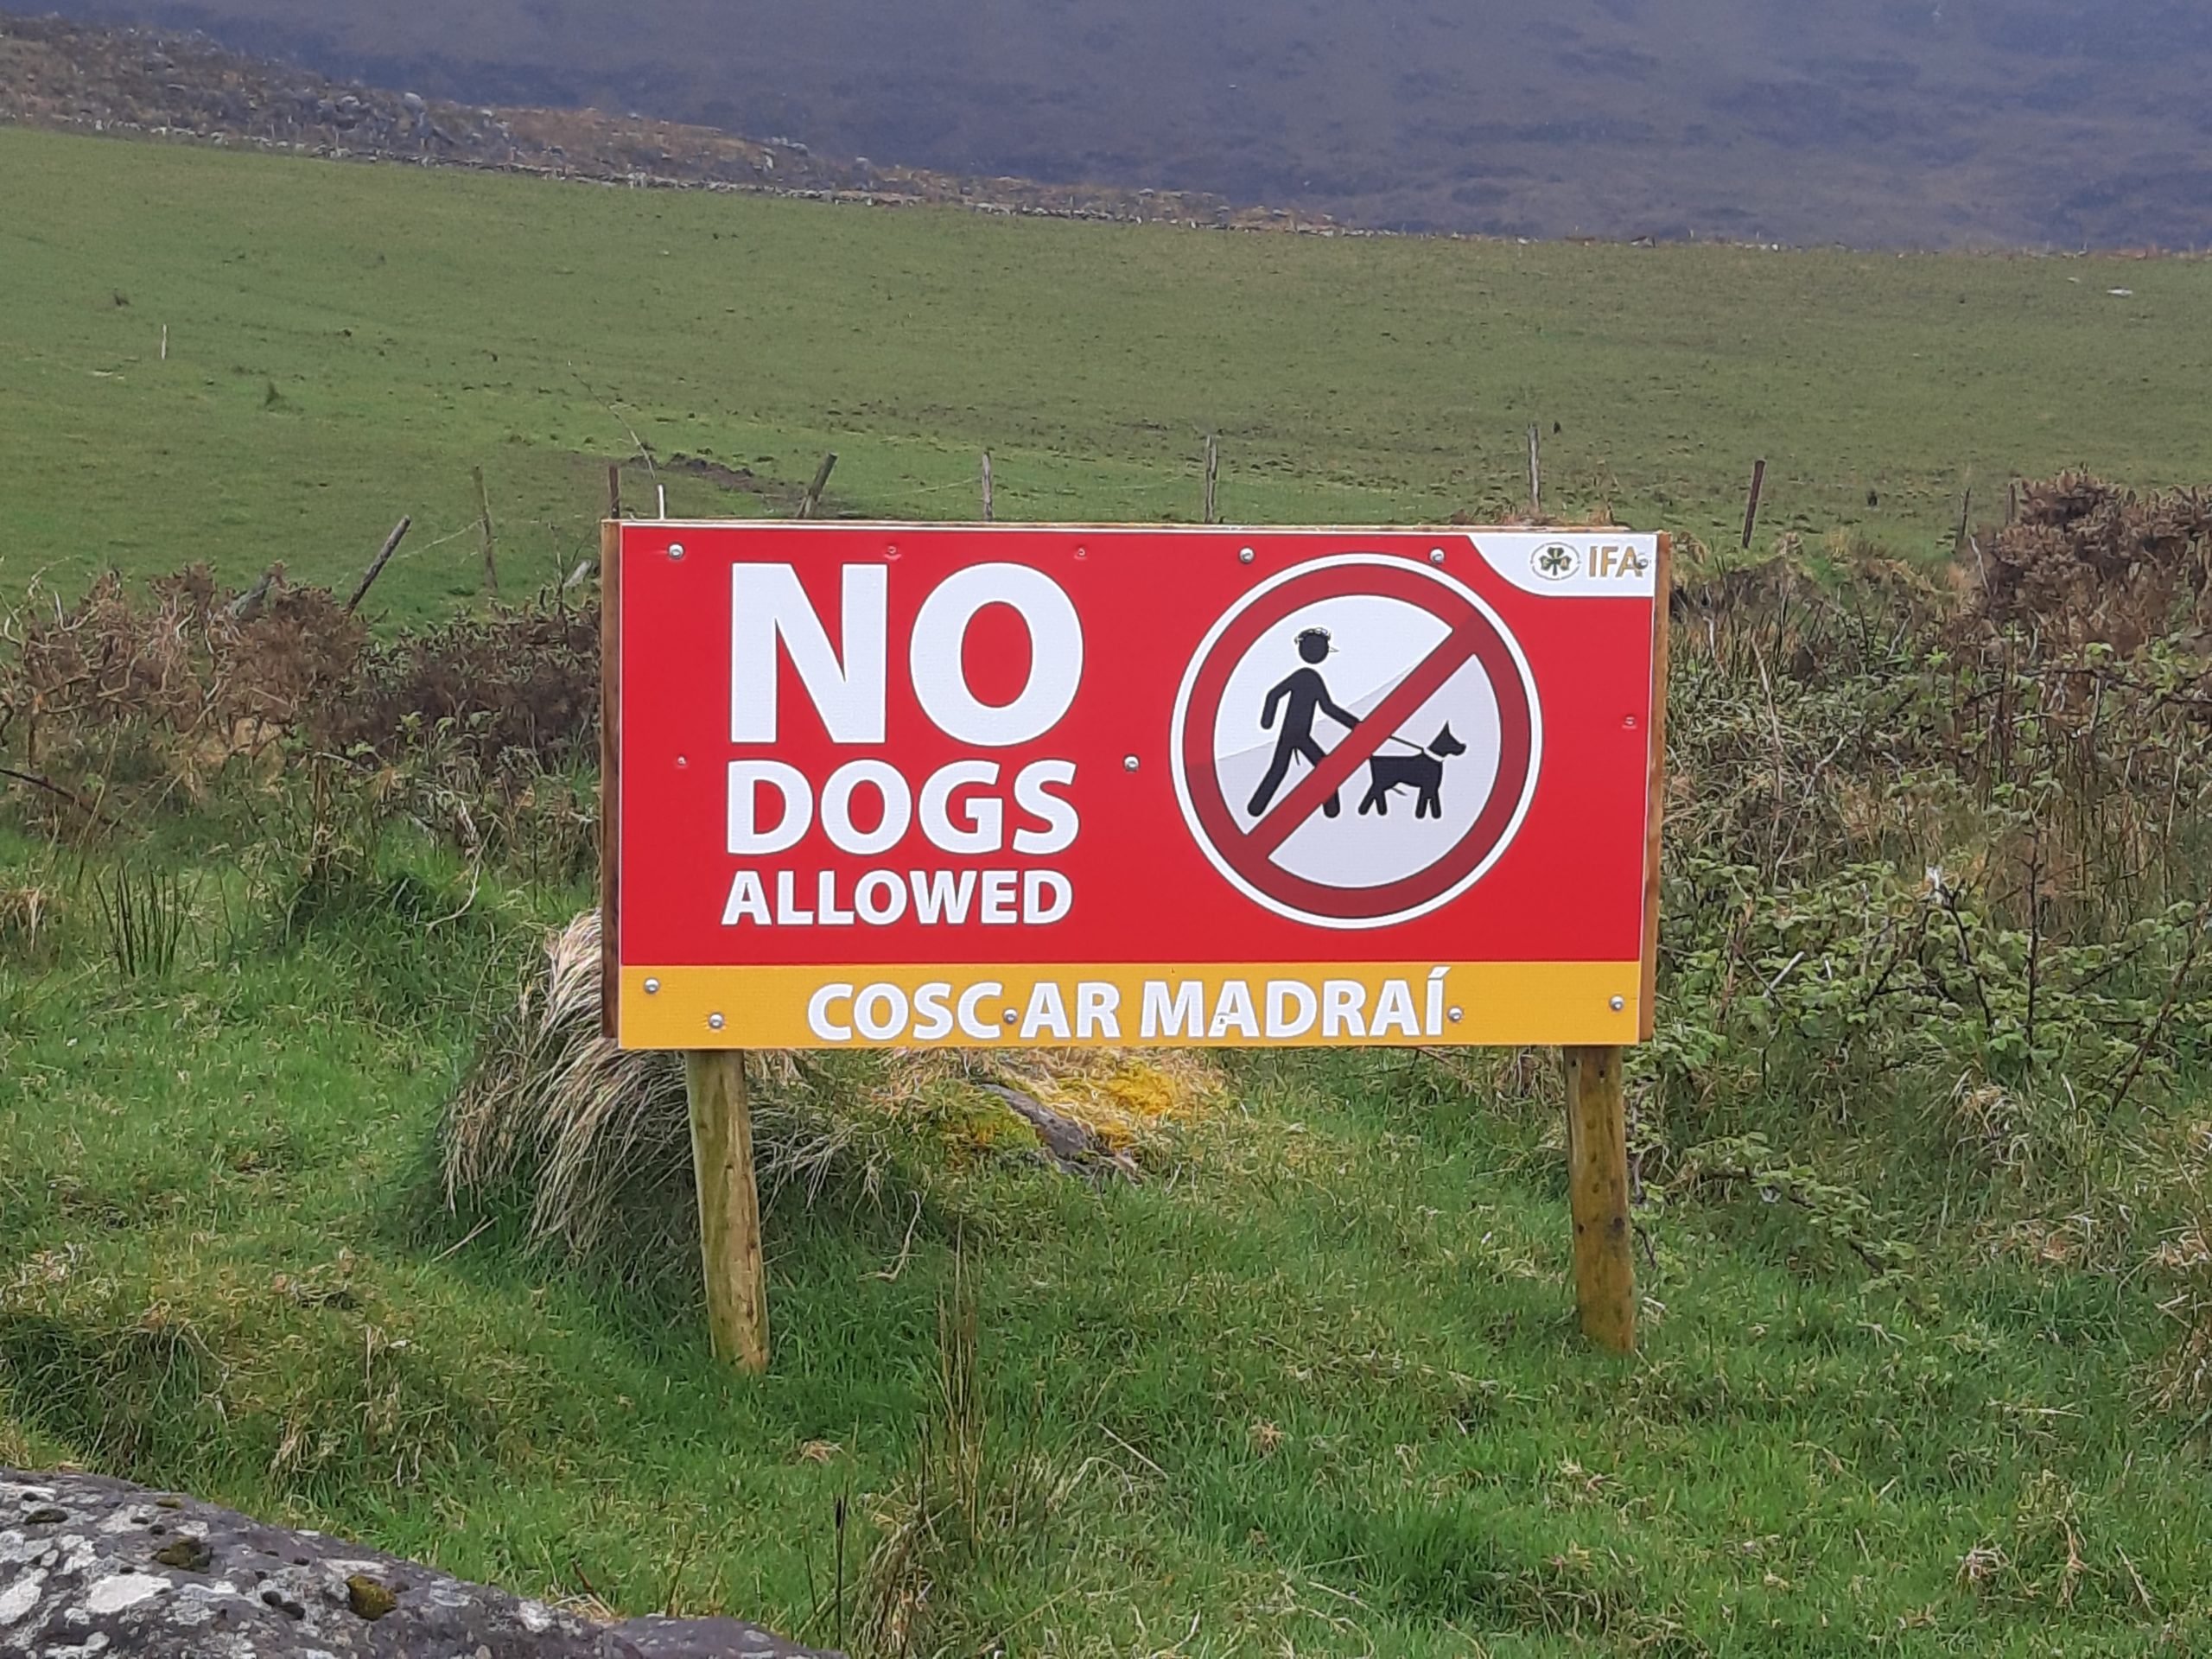 NO
DOGS
ALLOWED
IFA
COSC AR MADRAÍ